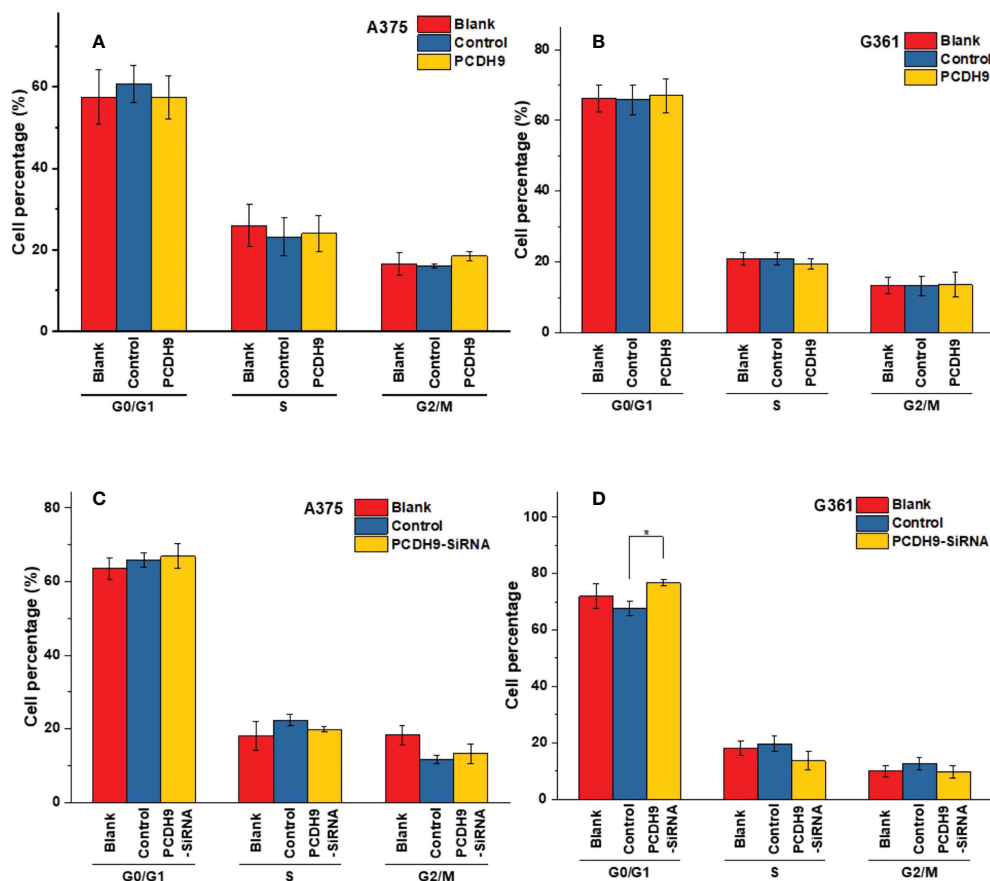 A
A375
Blank
Control
PCDH9
Cell percentage (%)
60
40
20
0
Blank
Control
PCDH9
Blank
Control
PCDH9
Blank
Control
PCDH9
G0/G1
S
G2/M
B
G361
Blank
Control
PCDH9
Cell percentage (%)
80
60
40
20
0
Blank
Control
PCDH9
Blank
Control
PCDH9
Blank
Control
PCDH9
G0/G1
S
G2/M
C
A375
Blank
Control
PCDH9-SiRNA
Cell percentage (%)
80
60
40
20
0
Blank
Control
PCDH9
-SiRNA
Blank
Control
PCDH9
-SiRNA
Blank
Control
PCDH9
-SiRNA
G0/G1
S
G2/M
D
G361
Blank
Control
PCDH9-SiRNA
Cell percentage
100
80
60
40
20
0
*
Blank
Control
PCDH9
-SiRNA
Blank
Control
PCDH9
-SiRNA
Blank
Control
PCDH9
-SiRNA
G0/G1
S
G2/M